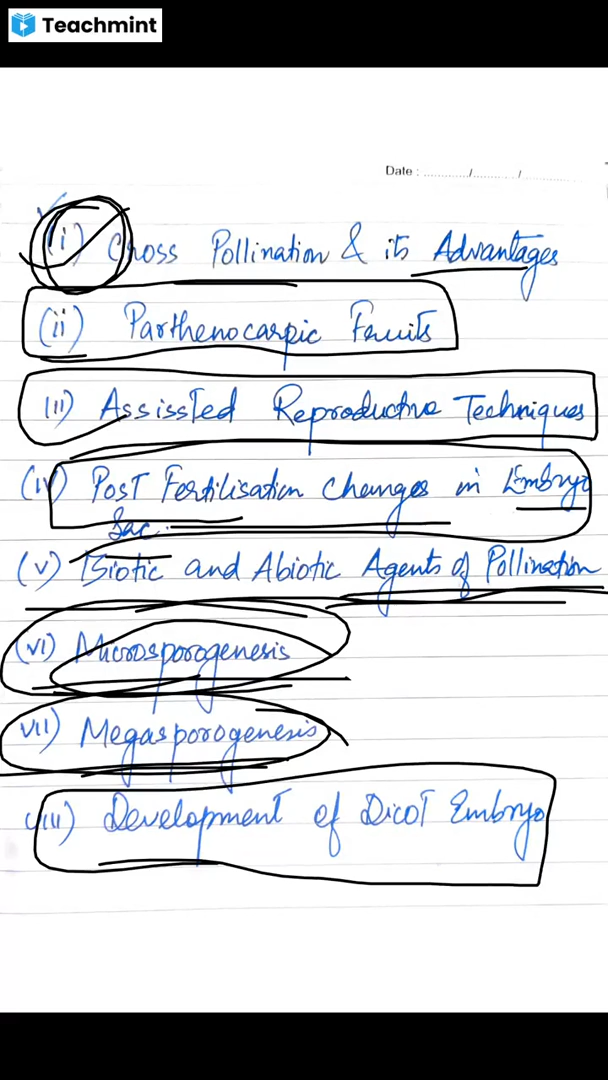 Teachmint
Date : ............/............/............
(i) Cross Pollination & its Advantages
(ii) Parthenocarpic Fruits
(iii) Assissted Reproductive Techniques
(iv) Post Fertilisation Changes in Embryo
Sac.
(v) Biotic and Abiotic Agents of Pollination
(vi) Microsporogenesis
vii) Megasporogenesis
(viii) Development of Dicot Embryo